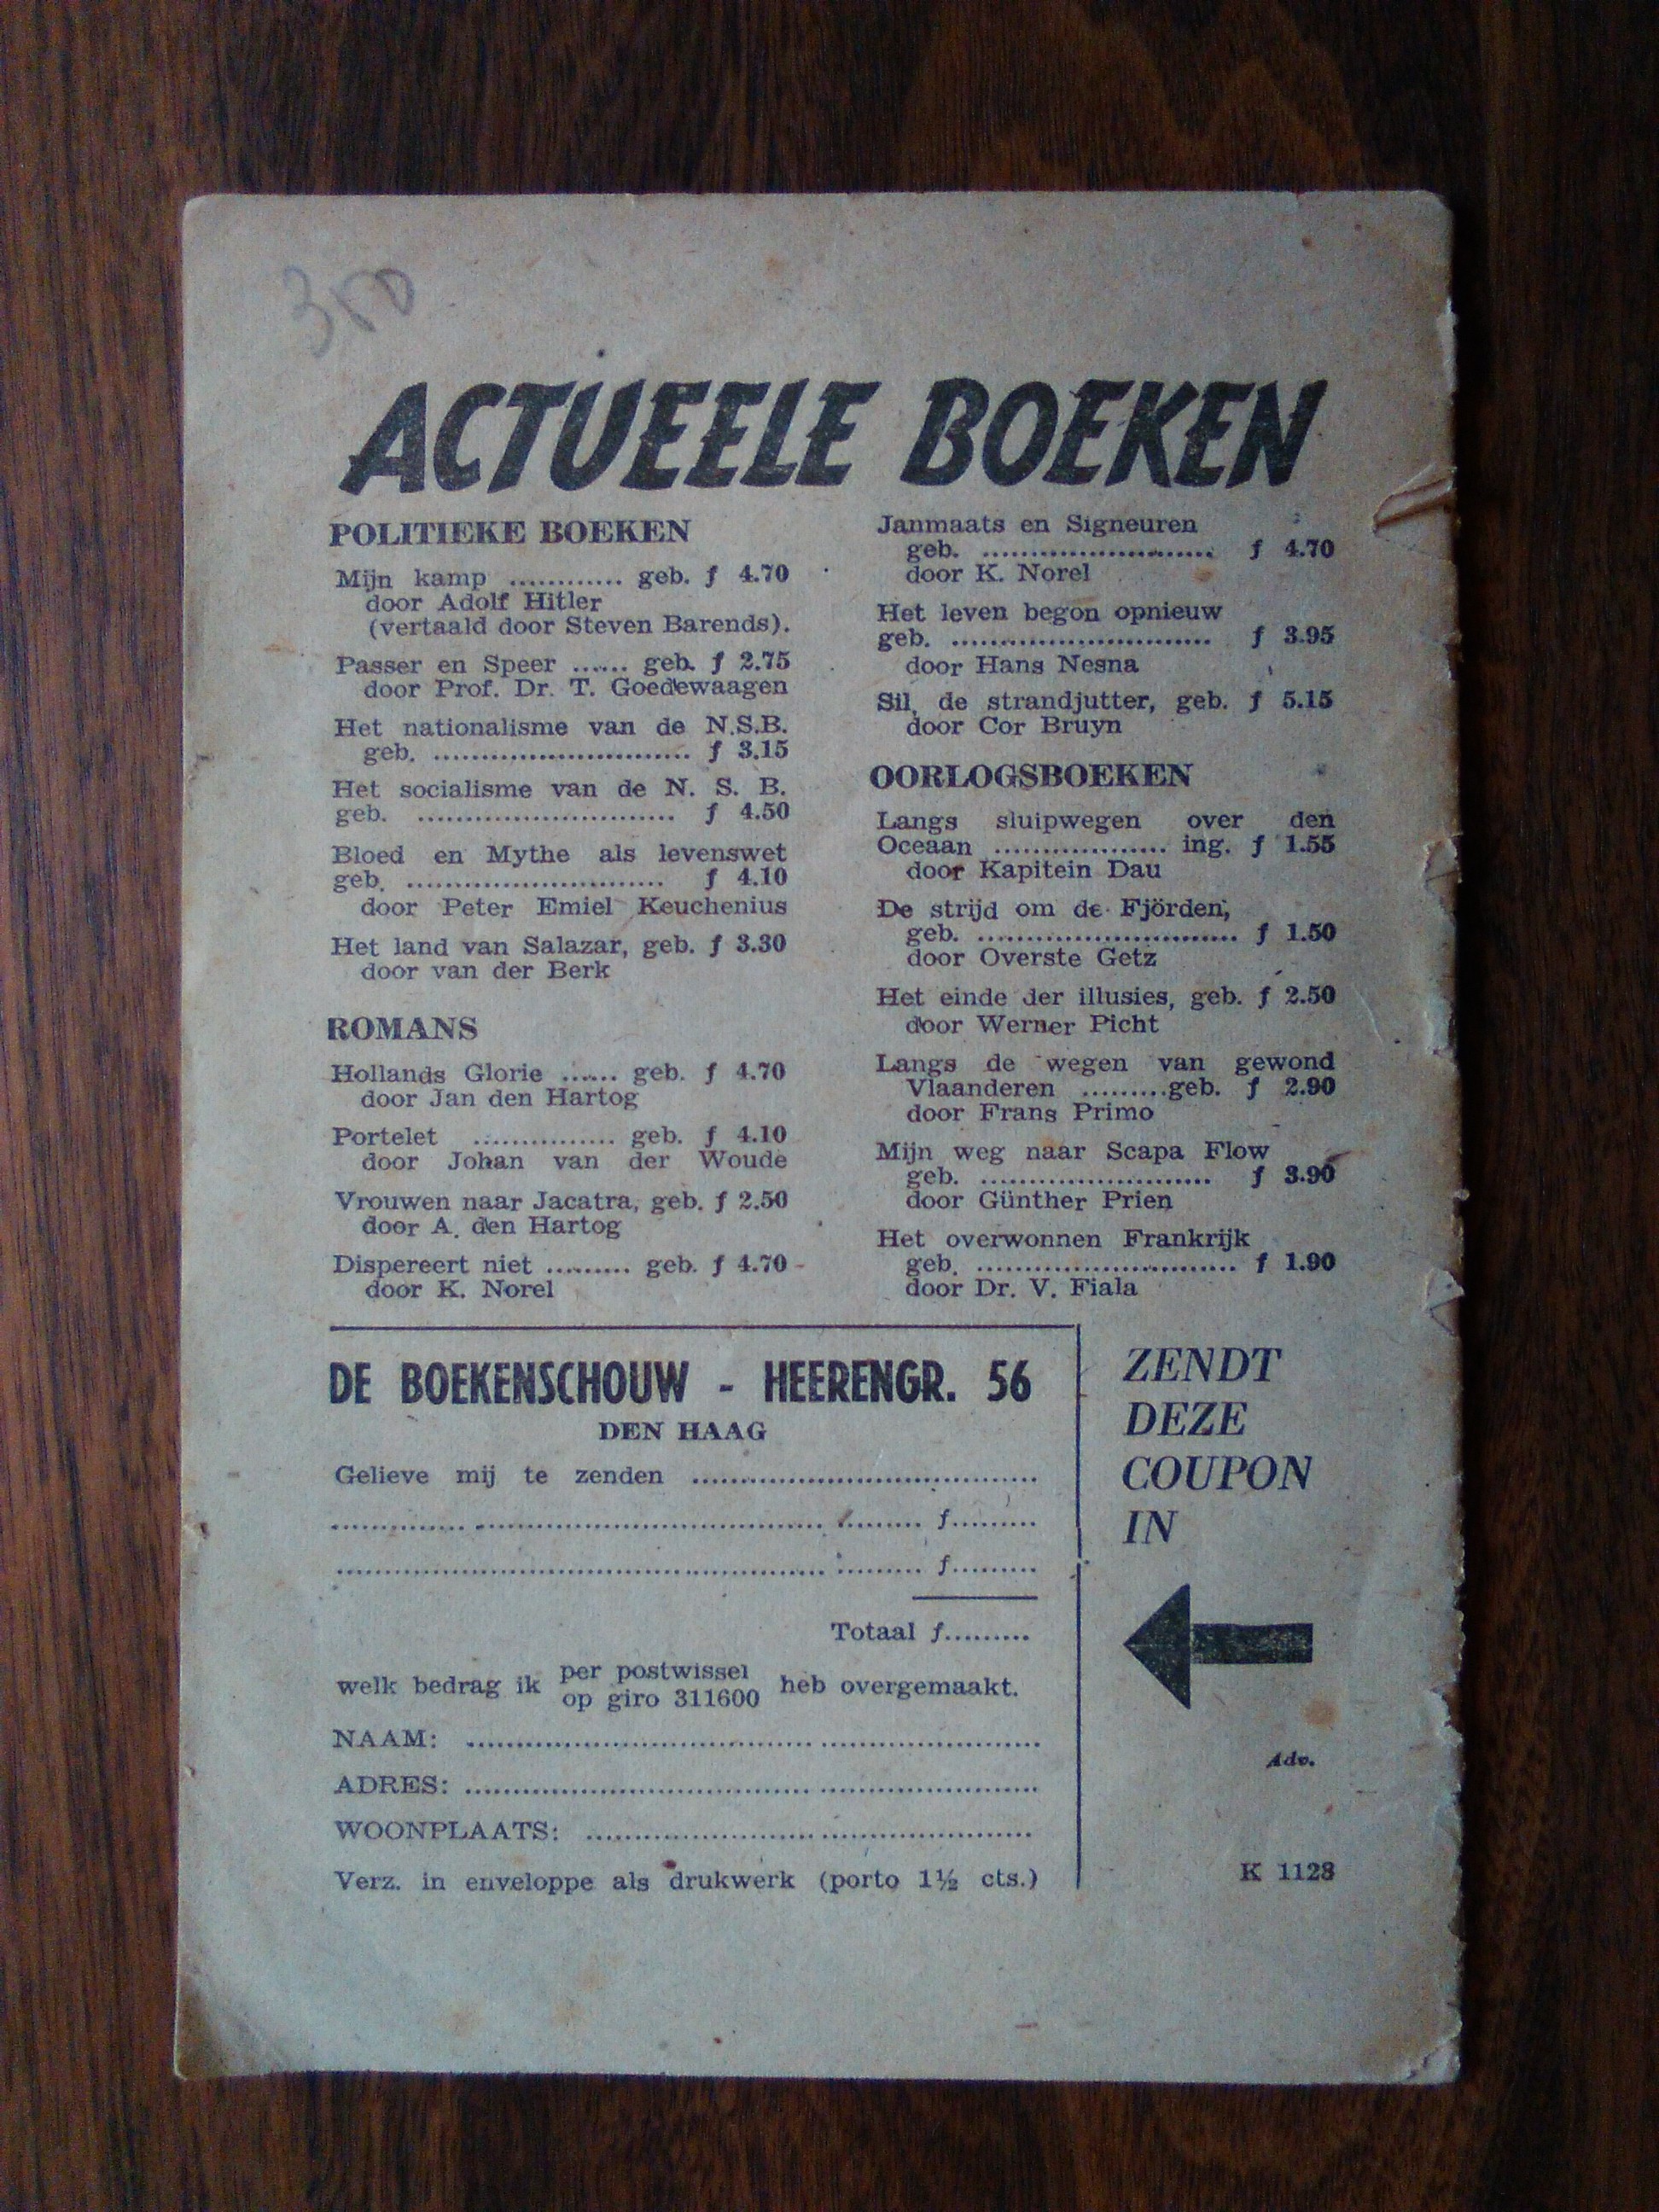 350
ACTUEELE BOEKEN
POLITIEKE BOEKEN
Mijn kamp ............ geb. f 4.70
door Adolf Hitler
(vertaald door Steven Barends).
Passer en Speer ...... geb. f 2.75
door Prof. Dr. T. Goedewaagen
Het nationalisme van de N.S.B.
geb. ........................... f 3.15
Het socialisme van de N. S. B.
geb. ........................... f 4.50
Bloed en Mythe als levenswet
geb. ........................... f 4.10
door Peter Emiel Keuchenius
Het land van Salazar, geb. f 3.30
door van der Berk
ROMANS
Hollands Glorie ...... geb. f 4.70
door Jan den Hartog
Portelet ............... geb. f 4.10
door Johan van der Woude
Vrouwen naar Jacatra, geb. f 2.50
door A. den Hartog
Dispereert niet ......... geb. f 4.70
door K. Norel
Janmaats en Signeuren
geb. ........................ f 4.70
door K. Norel
Het leven begon opnieuw
geb. ........................... f 3.95
door Hans Nesna
Sil, de strandjutter, geb. f 5.15
door Cor Bruyn
OORLOGSBOEKEN
Langs sluipwegen over den
Oceaan .................. ing. f 1.55
door Kapitein Dau
De strijd om de Fjörden,
geb. ........................... f 1.50
door Overste Getz
Het einde der illusies, geb. f 2.50
door Werner Picht
Langs de wegen van gewond
Vlaanderen .........geb. f 2.90
door Frans Primo
Mijn weg naar Scapa Flow
geb. ........................ f 3.90
door Günther Prien
Het overwonnen Frankrijk
geb. ........................... f 1.90
door Dr. V. Fiala
DE BOEKENSCHOUW - HEERENGR. 56
DEN HAAG
Gelieve mij te zenden ....................................
............................................................ f.........
............................................................ f.........
Totaal f.........
welk bedrag ik per postwissel
op giro 311600 heb overgemaakt.
NAAM: ............................................................
ADRES: ............................................................
WOONPLAATS: ................................................
Verz. in enveloppe als drukwerk (porto 1½ cts.)
ZENDT
DEZE
COUPON
IN
Adv.
K 1128